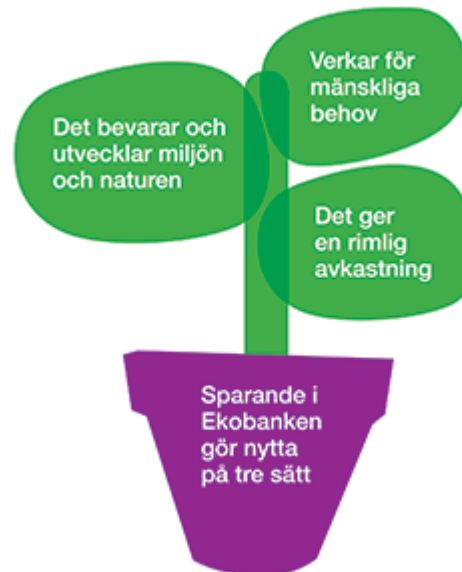 Verkar för
mänskliga
behov
Det bevarar och
utvecklar miljön
och naturen
Det ger
en rimlig
avkastning
Sparande i
Ekobanken
gör nytta
på tre sätt